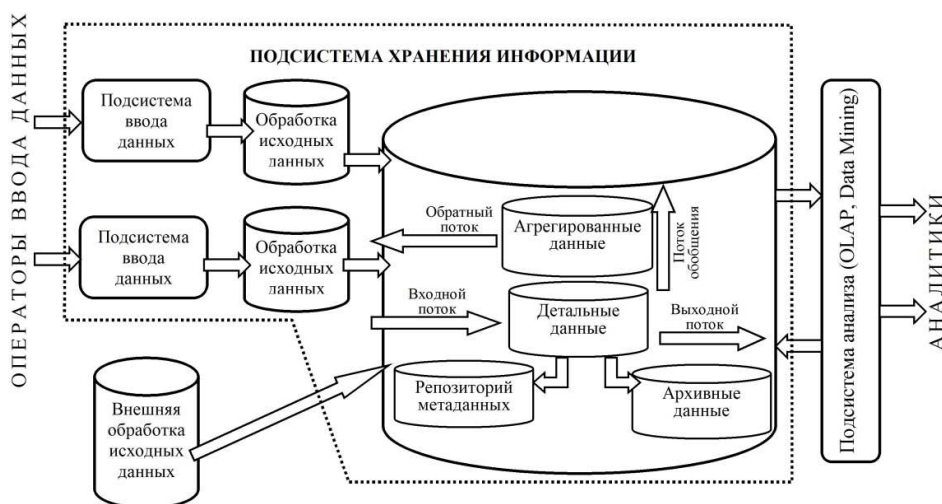 ОПЕРАТОРЫ ВВОДА ДАННЫХ
ПОДСИСТЕМА ХРАНЕНИЯ ИНФОРМАЦИИ
Подсистема
ввода
данных
Обработка
исходных
данных
Подсистема
ввода
данных
Обработка
исходных
данных
Внешняя
обработка
исходных
данных
Обратный
поток
Агрегированные
данные
Поток
обобщения
Входной
поток
Детальные
данные
Выходной
поток
Репозиторий
метаданных
Архивные
данные
Подсистема анализа (OLAP, Data Mining)
АНАЛИТИКИ